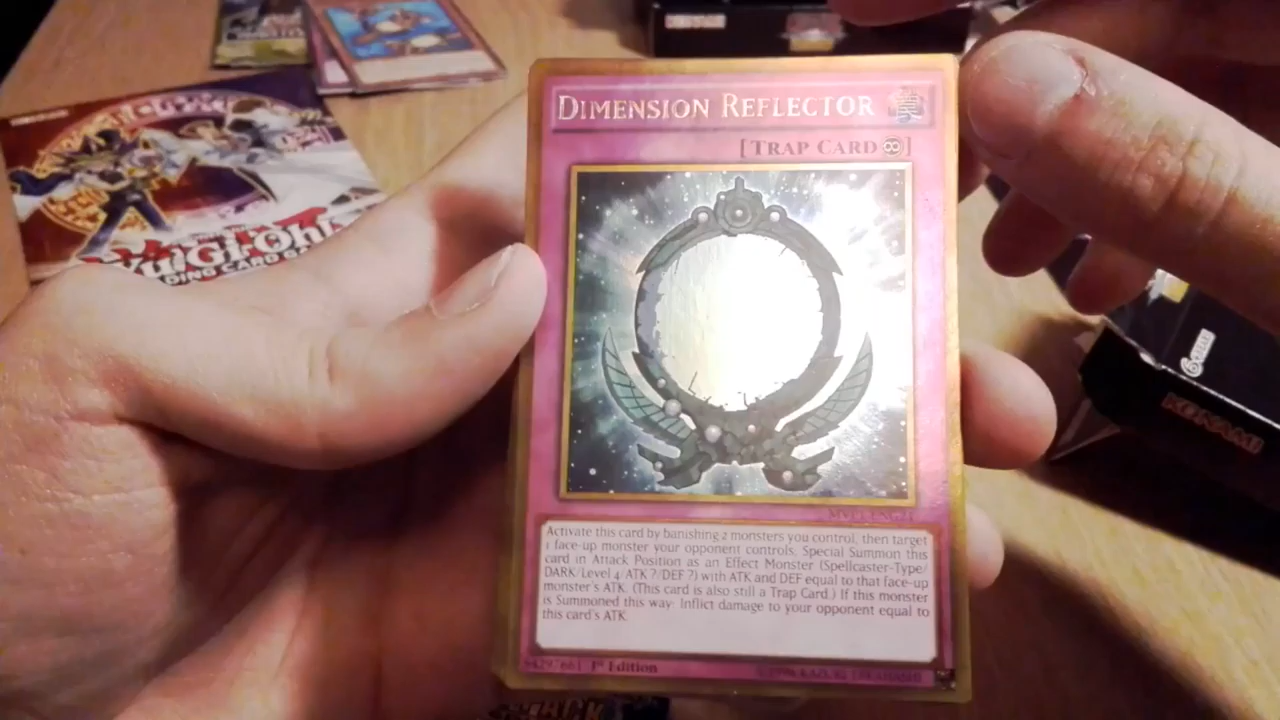 DIMENSION REFLECTOR
[TRAP CARD ]
Activate this card by banishing 2 monsters you control, then target
1 face-up monster your opponent controls; Special Summon this
card in Attack Position as an Effect Monster (Spellcaster-Type/
DARK/Level 4/ATK ?/DEF ?) with ATK and DEF equal to that face-up
monster's ATK. (This card is also still a Trap Card.) If this monster
is Summoned this way: Inflict damage to your opponent equal to
this card's ATK.
1st Edition
Yu-Gi-Oh!
KONAMI